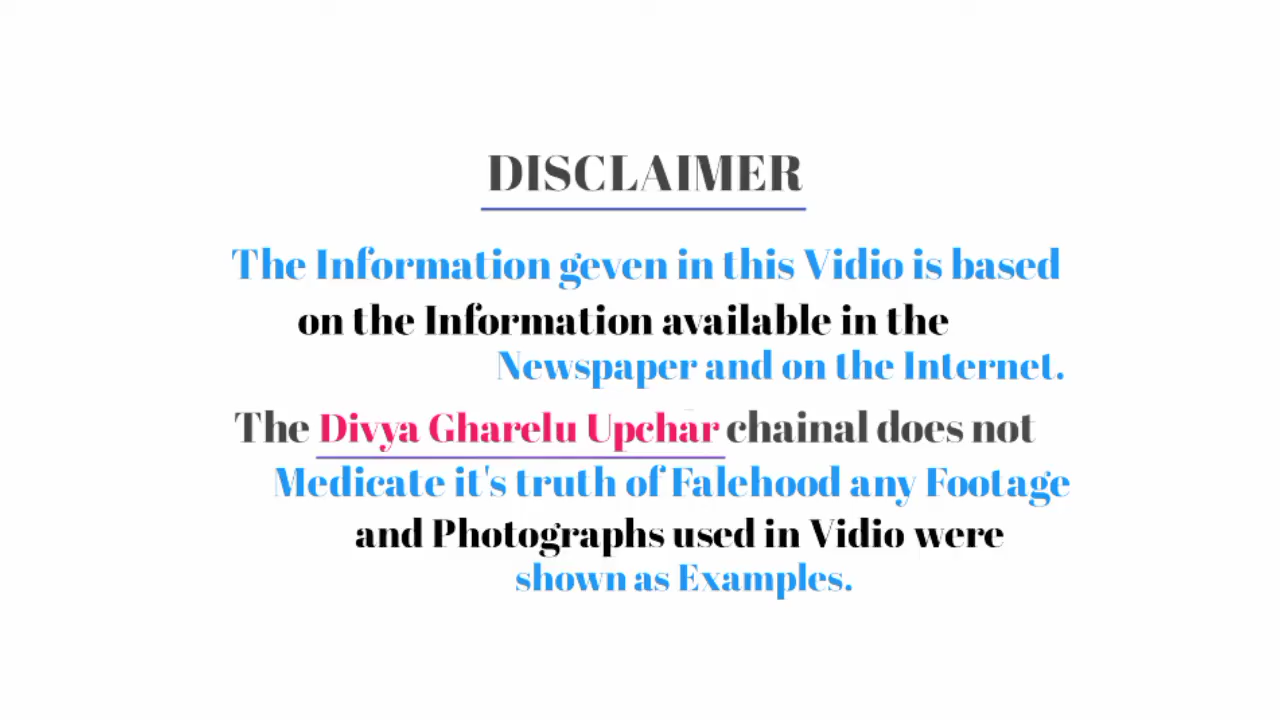 DISCLAIMER
The Information geven in this Vidio is based
on the Information available in the
Newspaper and on the Internet.
The Divya Gharelu Upchar chainal does not
Medicate it's truth of Falehood any Footage
and Photographs used in Vidio were
shown as Examples.